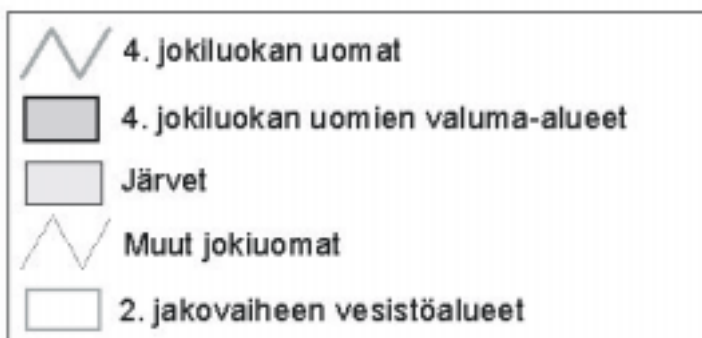 4. jokiluokan uomat
4. jokiluokan uomien valuma-alueet
Järvet
Muut jokiuomat
2. jakovaiheen vesistöalueet